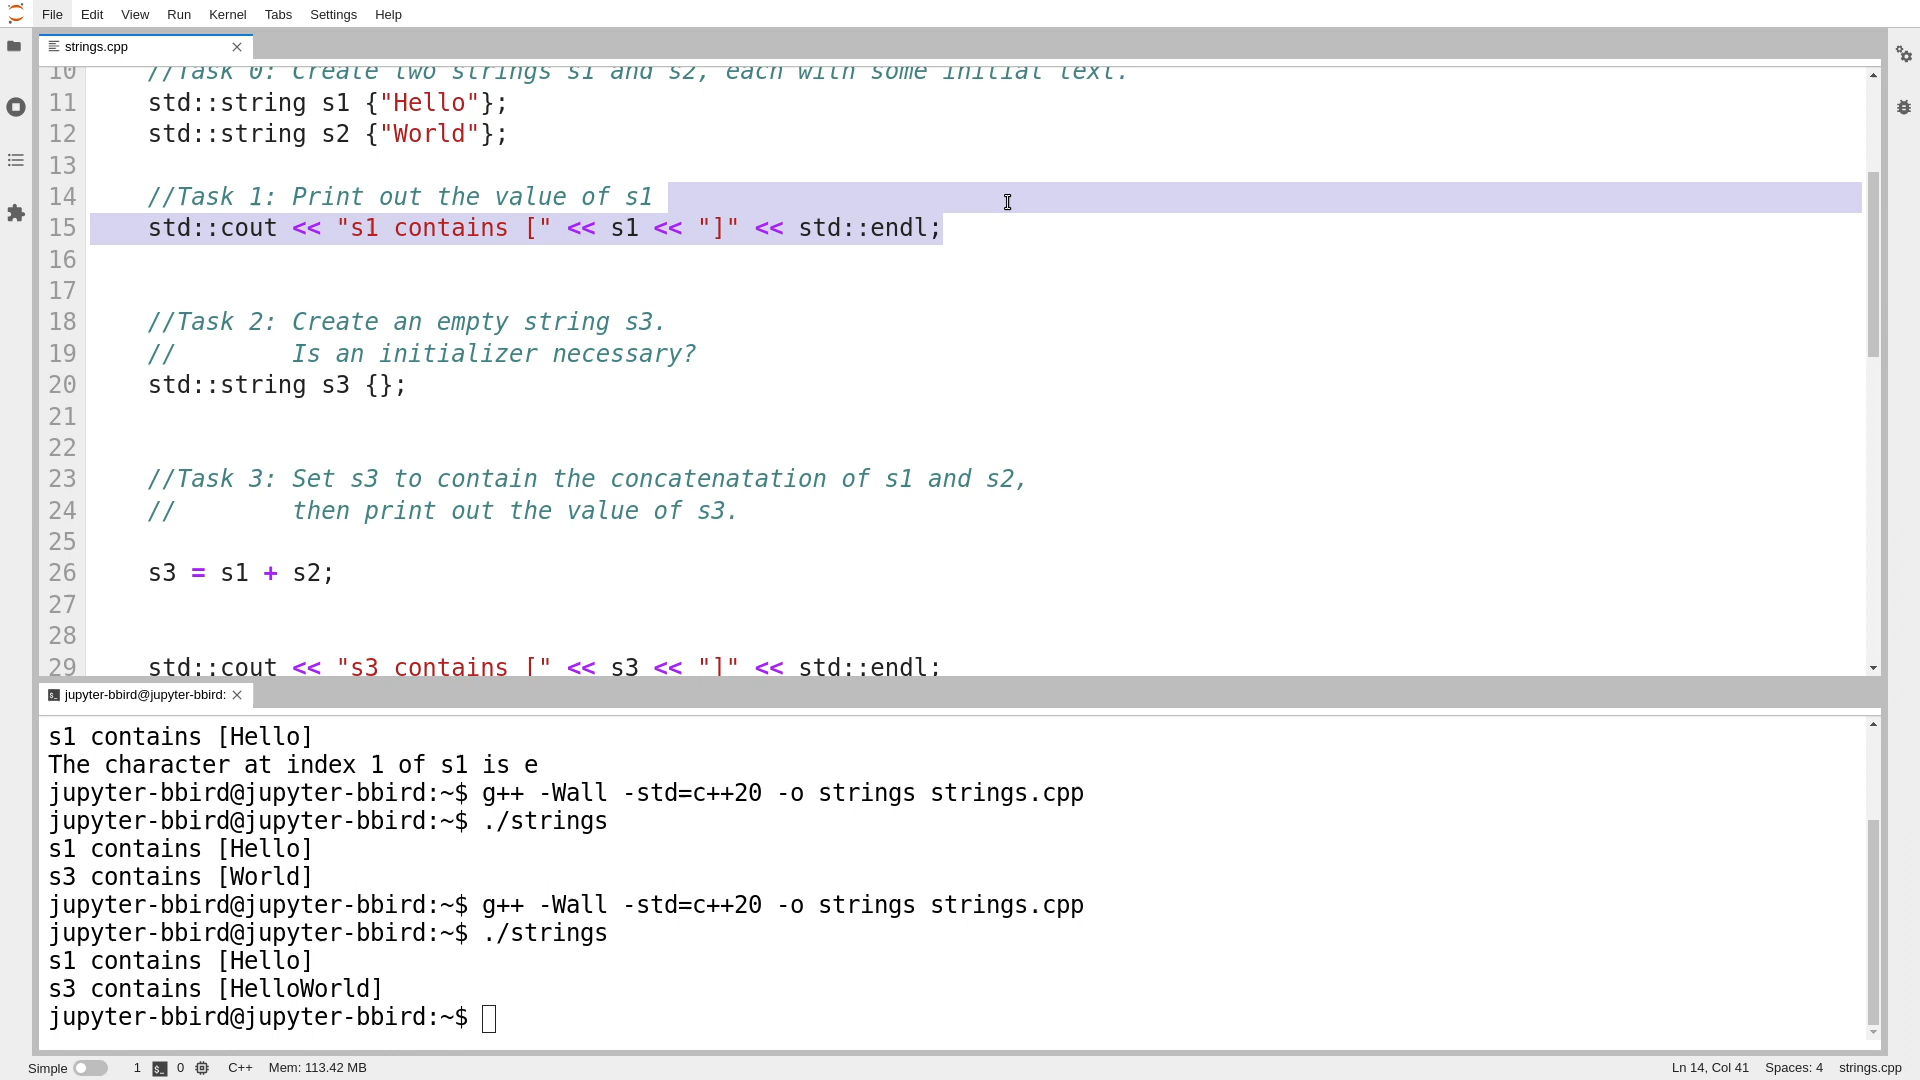 File Edit View Run Kernel Tabs Settings Help
strings.cpp
10 //Task 0: Create two strings s1 and s2, each with some initial text.
11 std::string s1 {"Hello"};
12 std::string s2 {"World"};
13
14 //Task 1: Print out the value of s1
15 std::cout << "s1 contains [" << s1 << "]" << std::endl;
16
17
18 //Task 2: Create an empty string s3.
19 // Is an initializer necessary?
20 std::string s3 {};
21
22
23 //Task 3: Set s3 to contain the concatenatation of s1 and s2,
24 // then print out the value of s3.
25
26 s3 = s1 + s2;
27
28
29 std::cout << "s3 contains [" << s3 << "]" << std::endl;
jupyter-bbird@jupyter-bbird:
s1 contains [Hello]
The character at index 1 of s1 is e
jupyter-bbird@jupyter-bbird:~$ g++ -Wall -std=c++20 -o strings strings.cpp
jupyter-bbird@jupyter-bbird:~$ ./strings
s1 contains [Hello]
s3 contains [World]
jupyter-bbird@jupyter-bbird:~$ g++ -Wall -std=c++20 -o strings strings.cpp
jupyter-bbird@jupyter-bbird:~$ ./strings
s1 contains [Hello]
s3 contains [HelloWorld]
jupyter-bbird@jupyter-bbird:~$
Simple 1 $_ 0 C++ Mem: 113.42 MB Ln 14, Col 41 Spaces: 4 strings.cpp